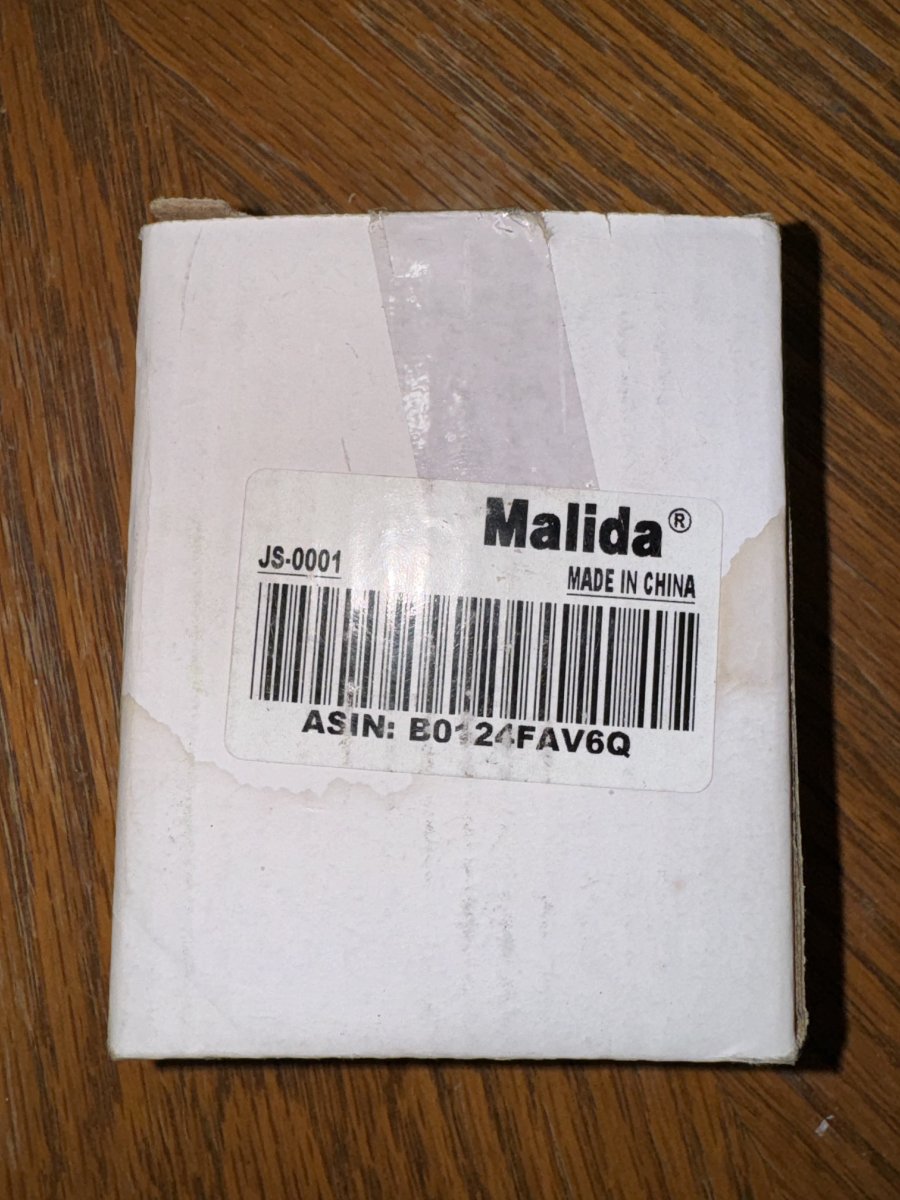 Malida®
JS-0001
MADE IN CHINA
ASIN: B0124FAV6Q